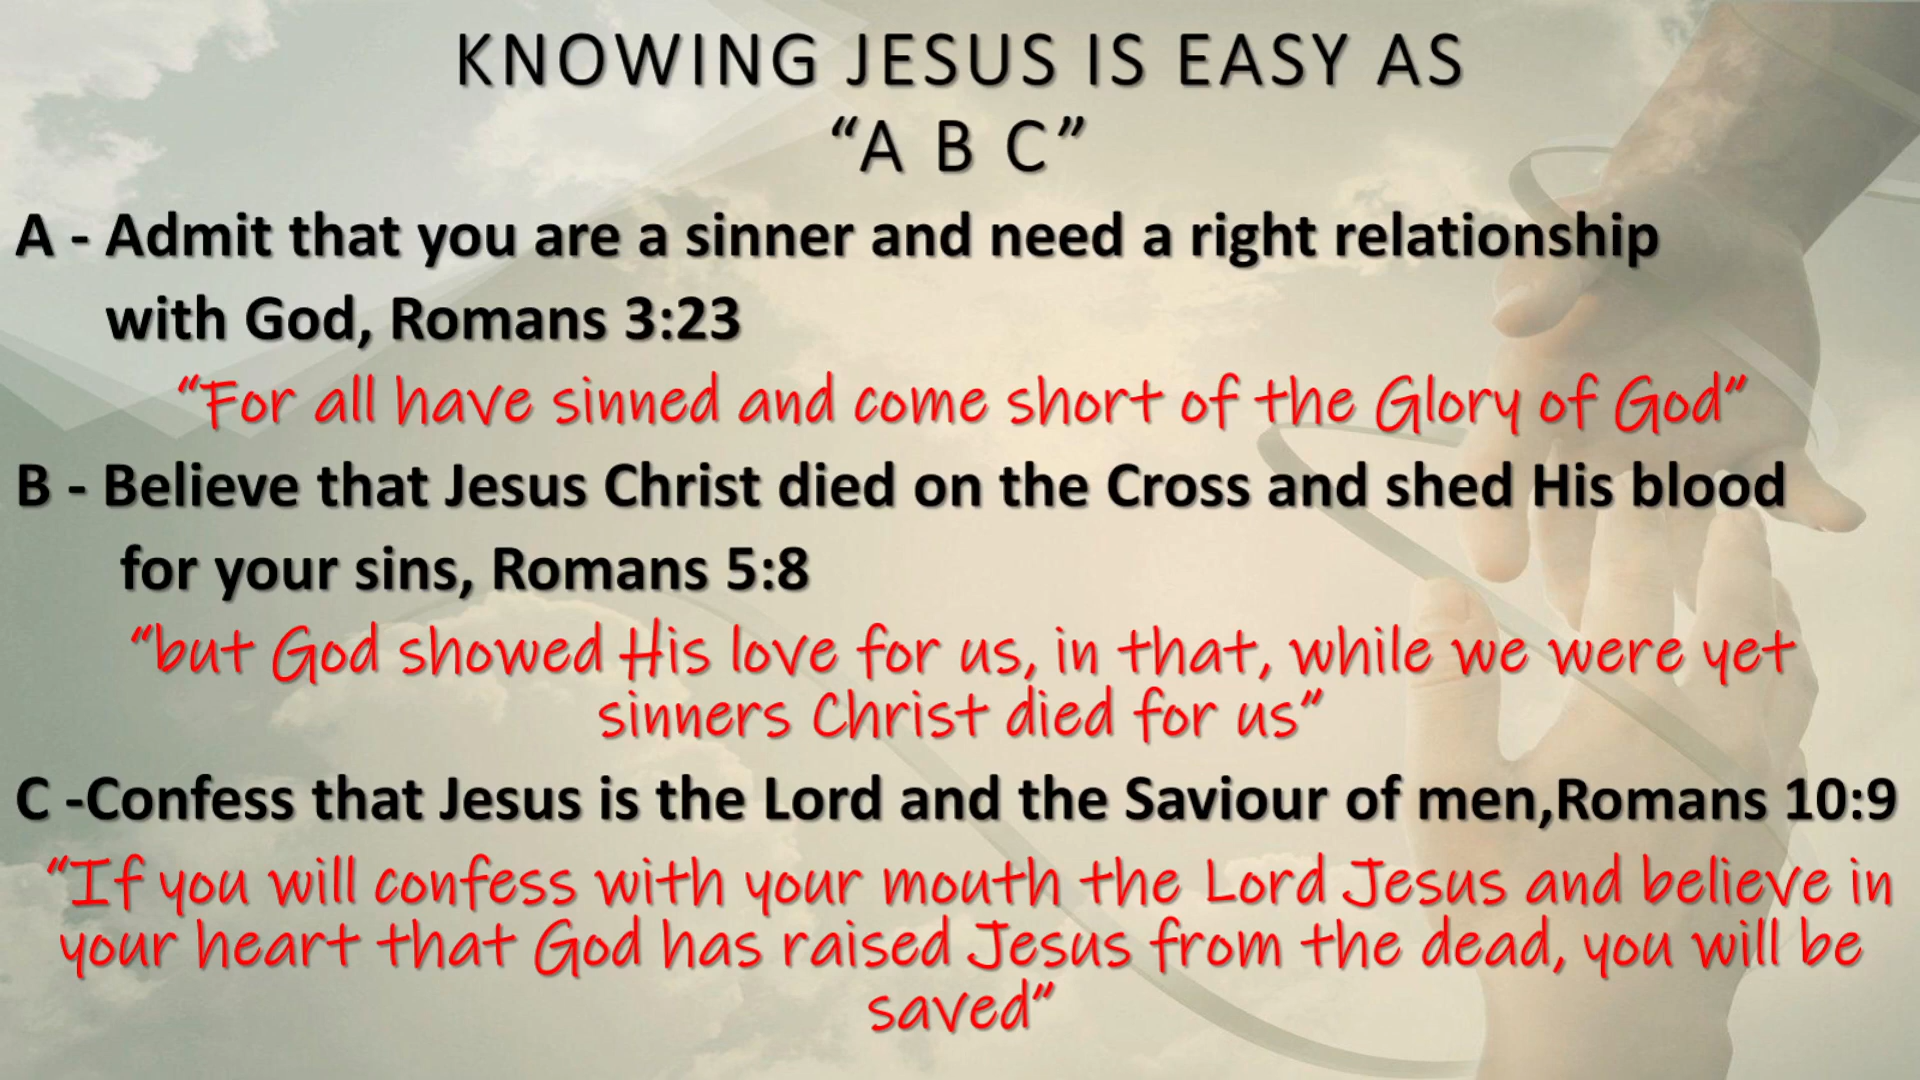 KNOWING JESUS IS EASY AS
“A B C”
A - Admit that you are a sinner and need a right relationship
with God, Romans 3:23
“For all have sinned and come short of the Glory of God”
B - Believe that Jesus Christ died on the Cross and shed His blood
for your sins, Romans 5:8
“but God showed His love for us, in that, while we were yet
sinners Christ died for us”
C -Confess that Jesus is the Lord and the Saviour of men,Romans 10:9
“If you will confess with your mouth the Lord Jesus and believe in
your heart that God has raised Jesus from the dead, you will be
saved”